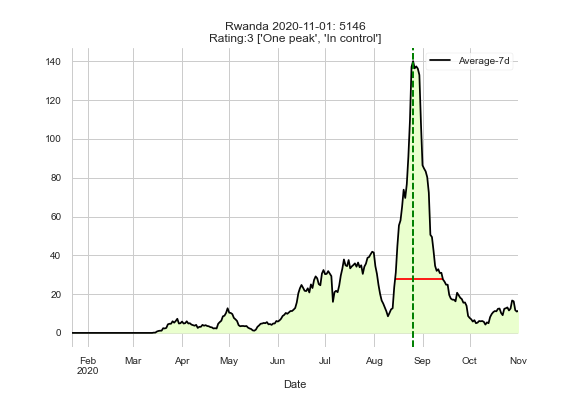 Rwanda 2020-11-01: 5146
Rating:3 ['One peak', 'In control']
Average-7d
140
120
100
80
60
40
20
0
Feb Mar Apr May Jun Jul Aug Sep Oct Nov
2020
Date